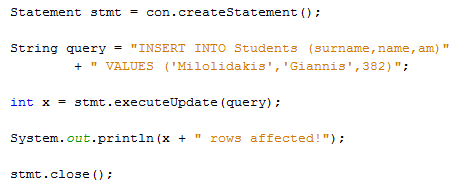 Statement stmt = con.createStatement();
String query = "INSERT INTO Students (surname,name,am)"
+ " VALUES ('Milolidakis','Giannis',382)";
int x = stmt.executeUpdate(query);
System.out.println(x + " rows affected!");
stmt.close();